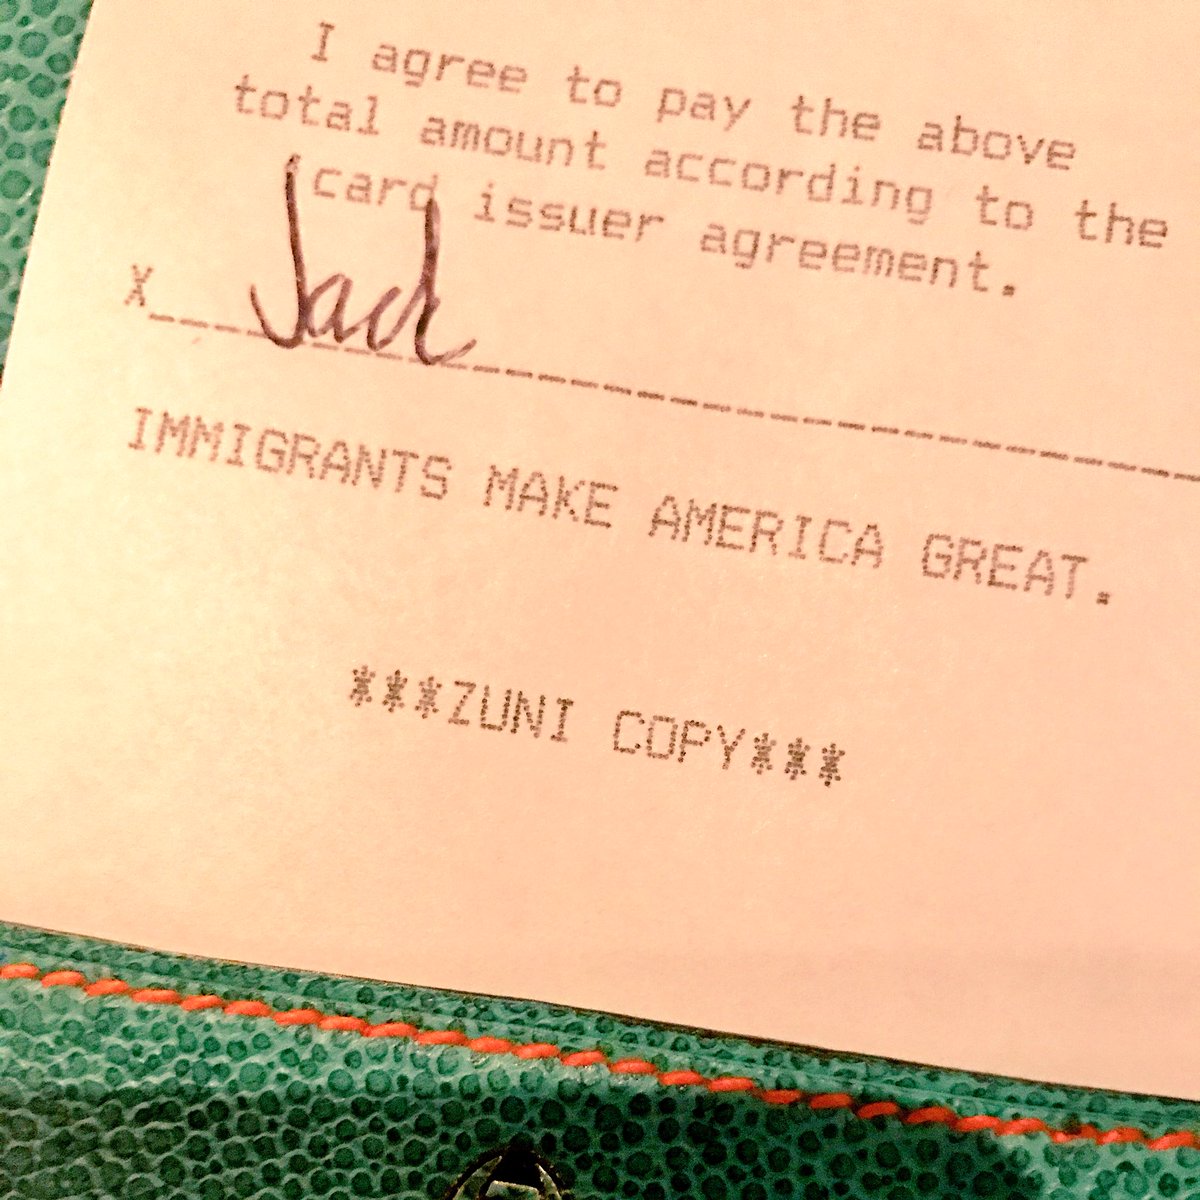 I agree to pay the above
total amount according to the
card issuer agreement.
X Jack
IMMIGRANTS MAKE AMERICA GREAT.
***ZUNI COPY***